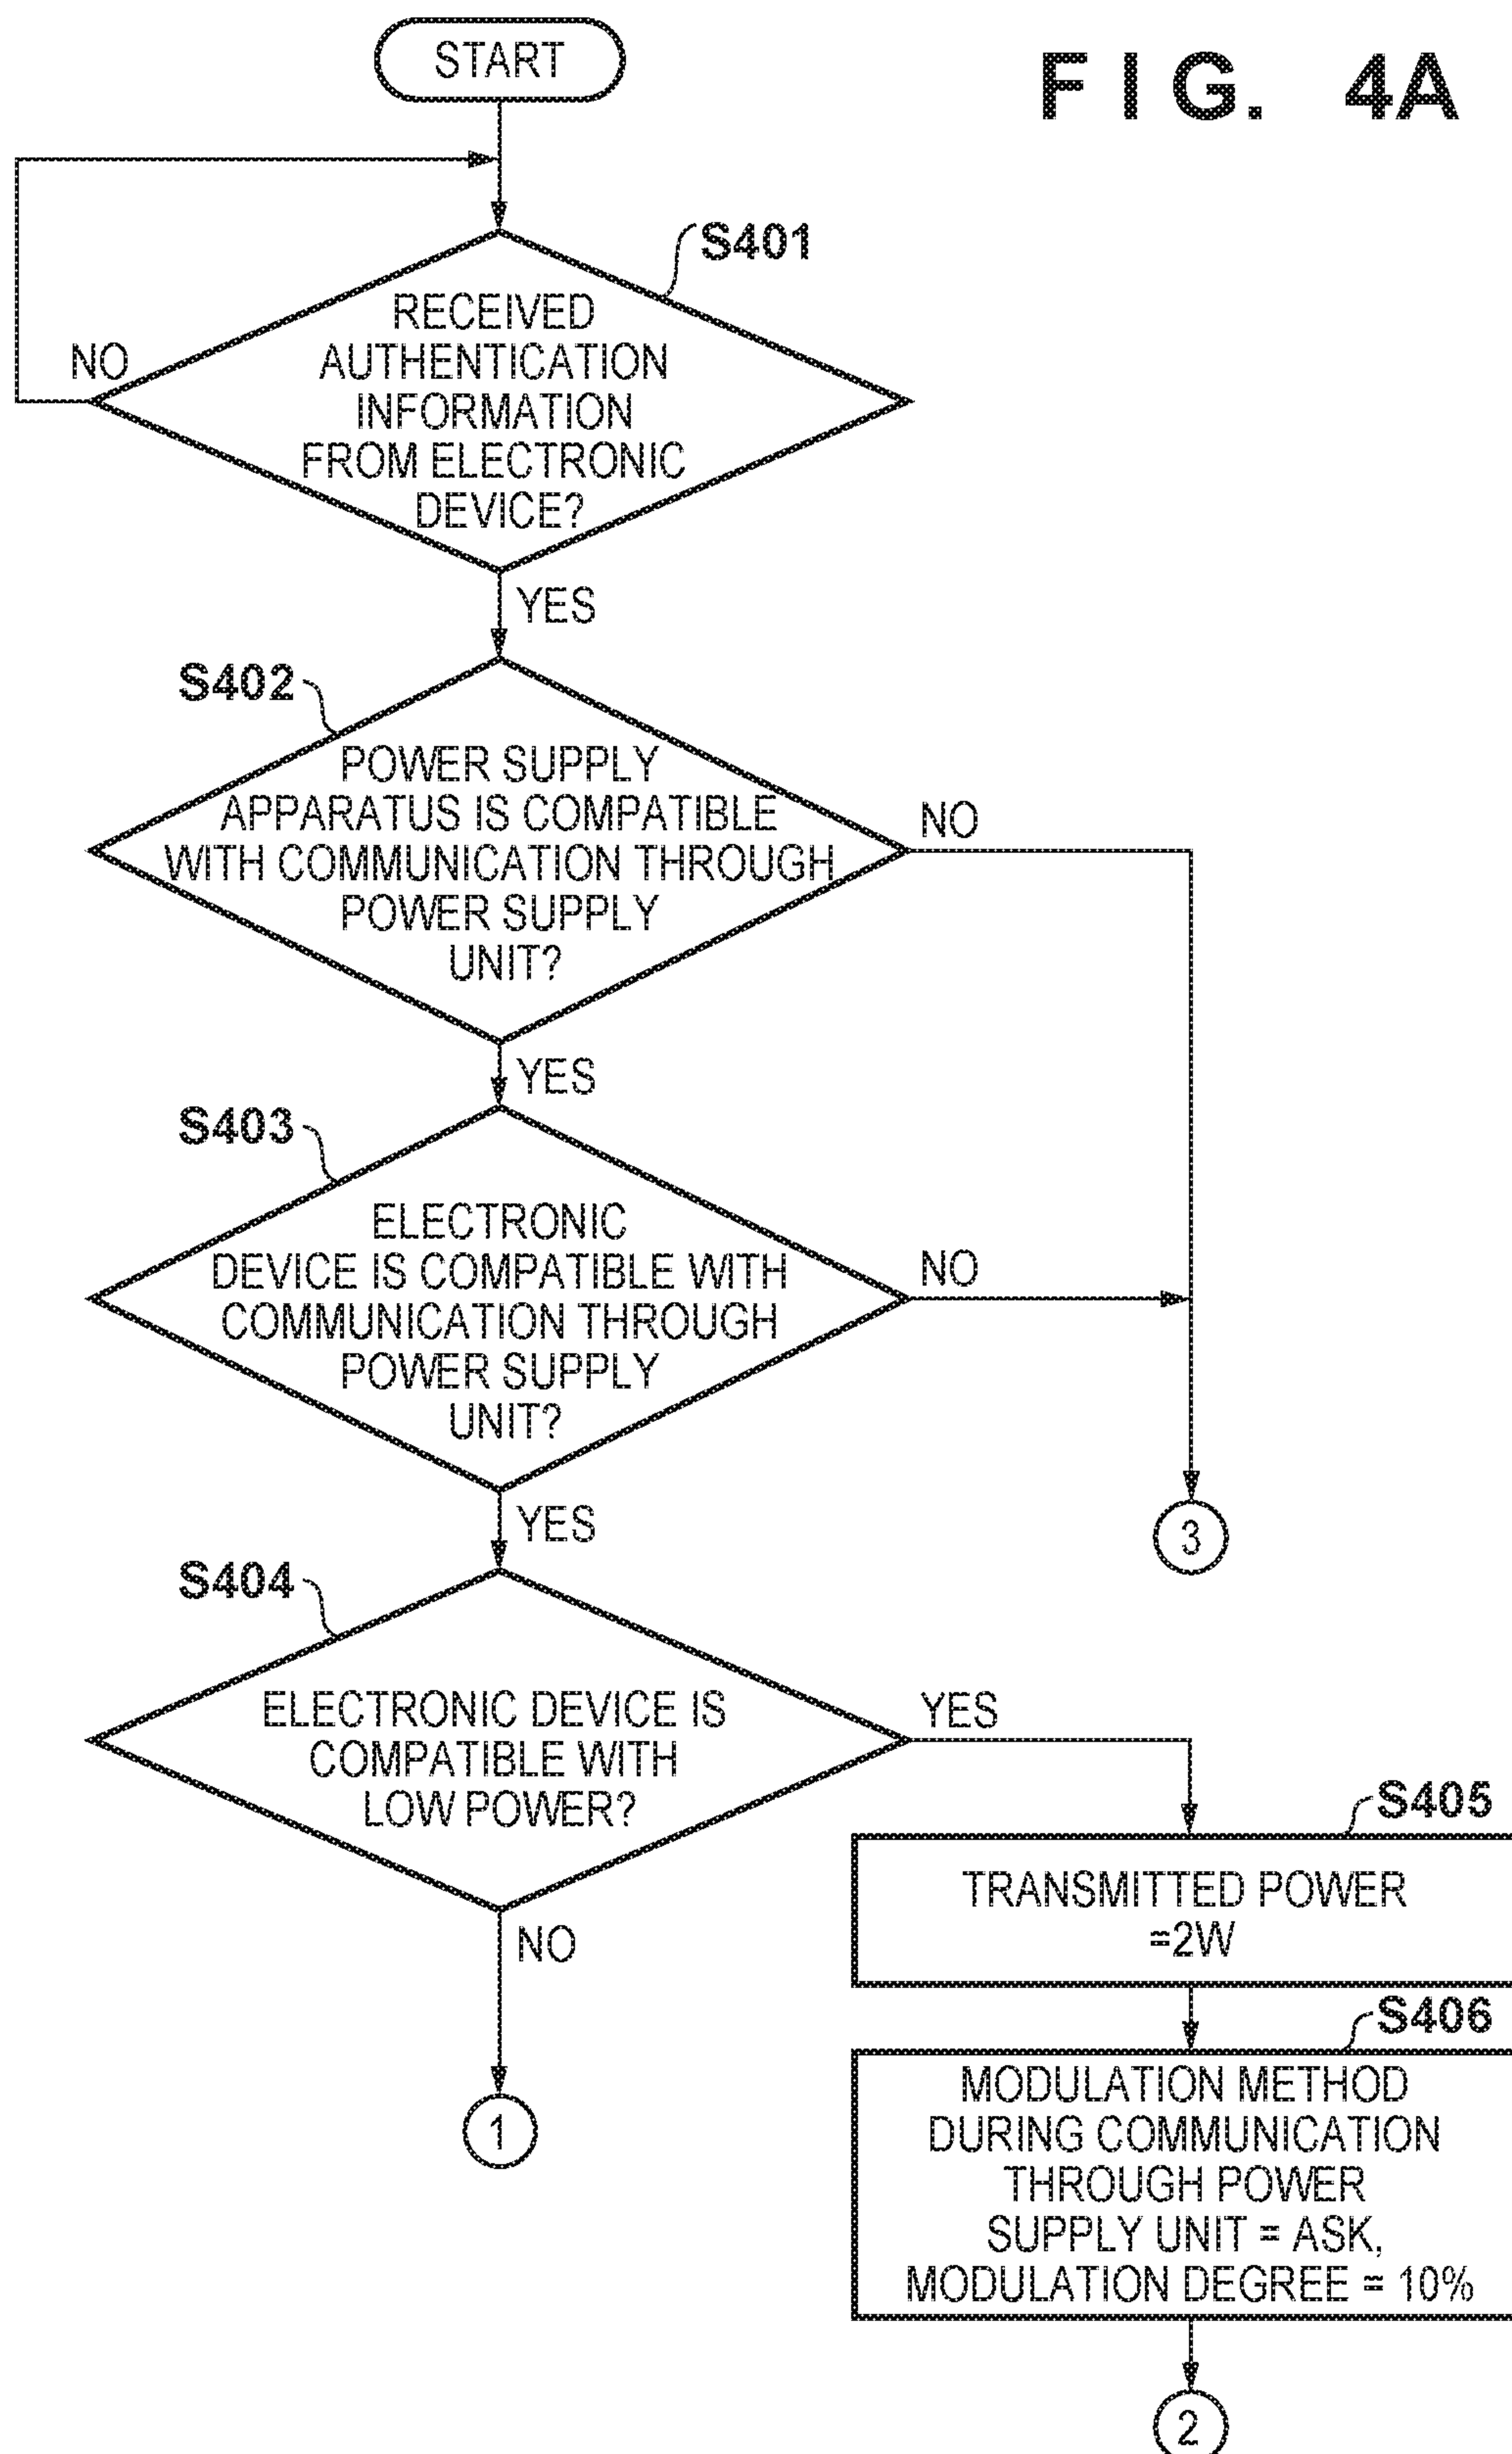 START
FIG. 4A
S401
RECEIVED
AUTHENTICATION
INFORMATION
FROM ELECTRONIC
DEVICE?
NO
YES
S402
POWER SUPPLY
APPARATUS IS COMPATIBLE
WITH COMMUNICATION THROUGH
POWER SUPPLY
UNIT?
NO
YES
S403
ELECTRONIC
DEVICE IS COMPATIBLE WITH
COMMUNICATION THROUGH
POWER SUPPLY
UNIT?
NO
YES
3
S404
ELECTRONIC DEVICE IS
COMPATIBLE WITH
LOW POWER?
YES
NO
1
S405
TRANSMITTED POWER
=2W
S406
MODULATION METHOD
DURING COMMUNICATION
THROUGH POWER
SUPPLY UNIT = ASK,
MODULATION DEGREE = 10%
2